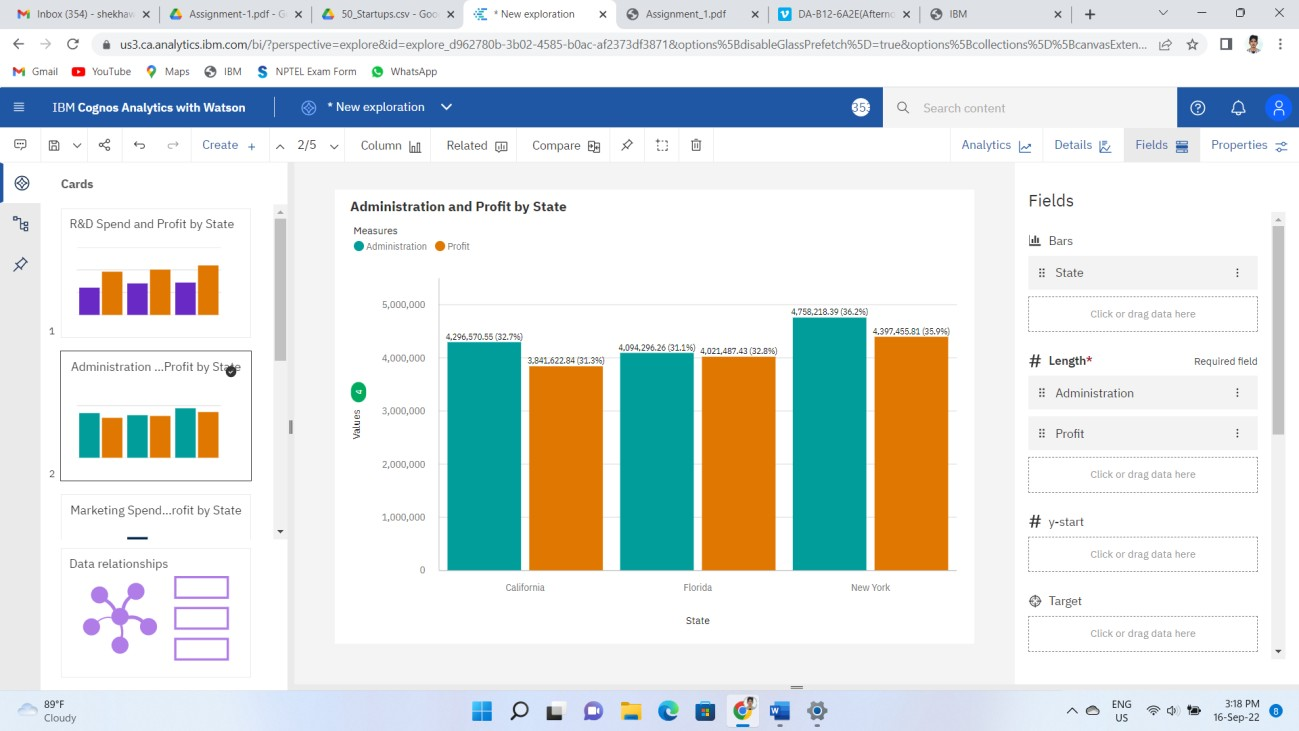 Inbox (354) - shekhaw
Assignment-1.pdf - G
50_Startups.csv - Goo
* New exploration
Assignment_1.pdf
DA-B12-6A2E(Afterno
IBM
us3.ca.analytics.ibm.com/bi/?perspective=explore&id=explore_d962780b-3b02-4585-b0ac-af2373df3871&options%5BdisableGlassPrefetch%5D=true&options%5Bcollections%5D%5BcanvasExten...
Gmail
YouTube
Maps
IBM
NPTEL Exam Form
WhatsApp
IBM Cognos Analytics with Watson
* New exploration
353
Search content
Create +
2/5
Column
Related
Compare
Analytics
Details
Fields
Properties
Cards
R&D Spend and Profit by State
1
Administration ...Profit by State
2
Marketing Spend...rofit by State
Data relationships
Administration and Profit by State
Measures
Administration
Profit
5,000,000
4,000,000
3,000,000
2,000,000
1,000,000
0
Values
4,296,570.55 (32.7%)
3,841,622.84 (31.3%)
4,094,296.26 (31.1%)
4,021,487.43 (32.8%)
4,758,218.39 (36.2%)
4,397,455.81 (35.9%)
California
Florida
New York
State
Fields
Bars
State
Click or drag data here
# Length*
Required field
Administration
Profit
Click or drag data here
# y-start
Click or drag data here
Target
Click or drag data here
89°F
Cloudy
ENG
US
3:18 PM
16-Sep-22
8